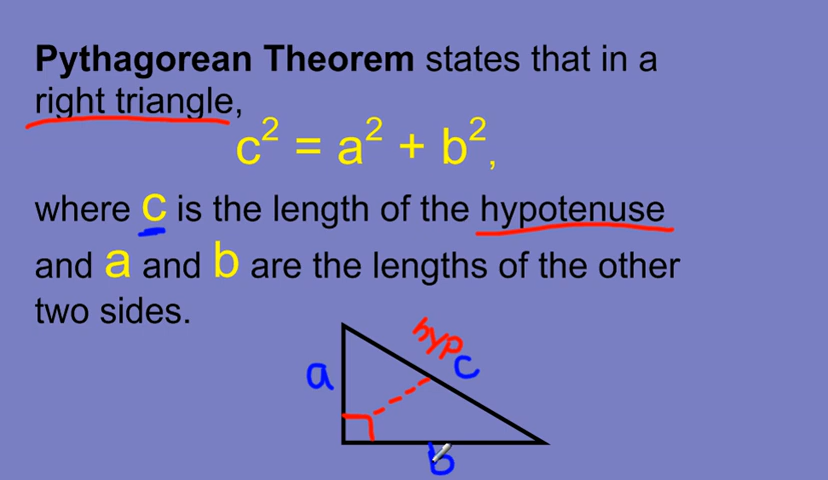 Pythagorean Theorem states that in a
right triangle,
c² = a² + b²,
where c is the length of the hypotenuse
and a and b are the lengths of the other
two sides.
hyp
c
a
b